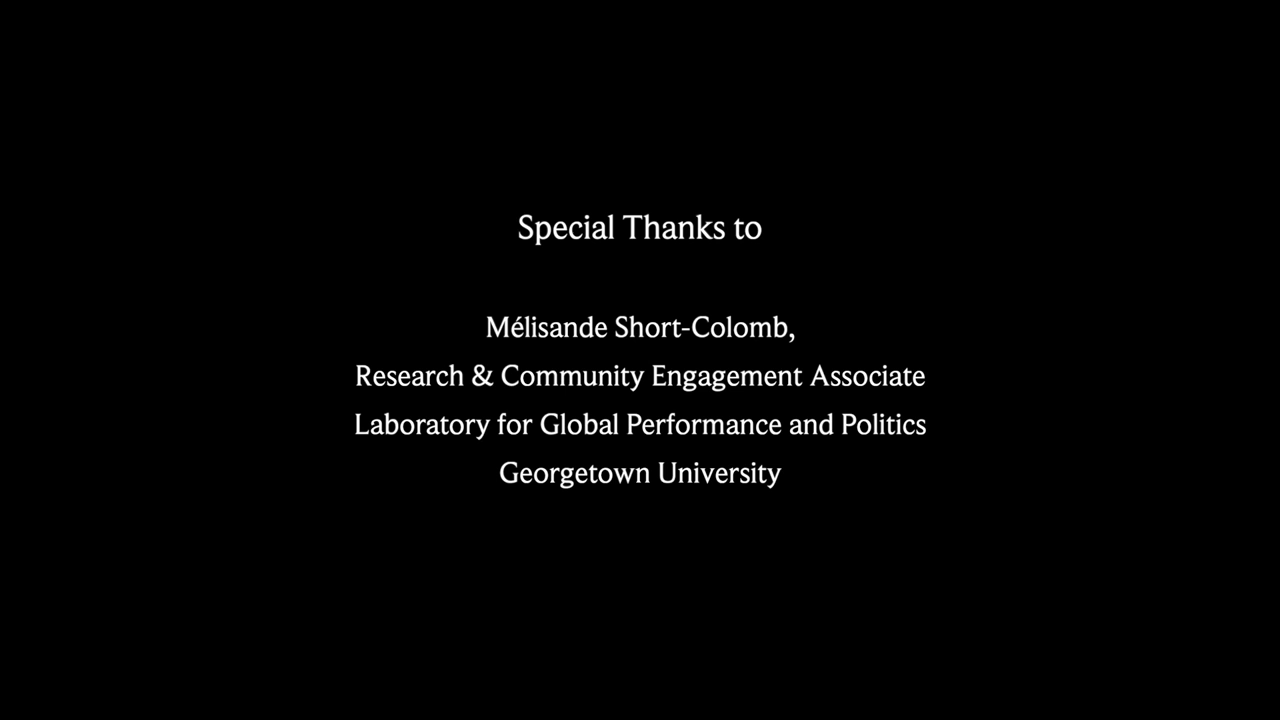 Special Thanks to
Mélisande Short-Colomb,
Research & Community Engagement Associate
Laboratory for Global Performance and Politics
Georgetown University